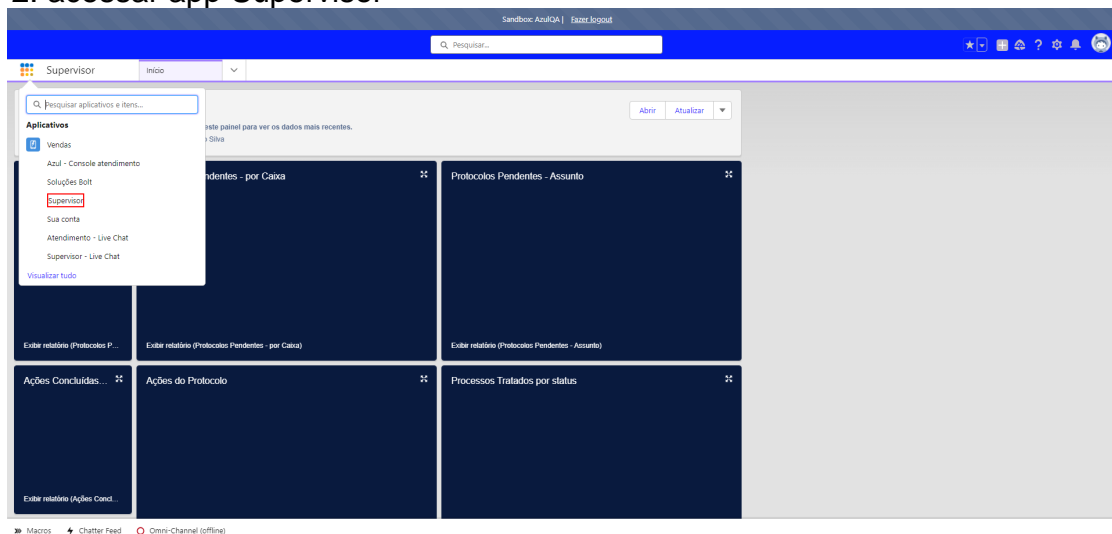 2. acessar app Supervisor
Sandbox: AzulQA | Fazer logout
Pesquisar...
Supervisor
Início
Pesquisar aplicativos e itens...
Aplicativos
Vendas
Azul - Console atendimento
Soluções Bolt
Supervisor
Sua conta
Atendimento - Live Chat
Supervisor - Live Chat
Visualizar tudo
este painel para ver os dados mais recentes.
Silva
Abrir
Atualizar
ndentes - por Caixa
Protocolos Pendentes - Assunto
Exibir relatório (Protocolos P...
Exibir relatório (Protocolos Pendentes - por Caixa)
Exibir relatório (Protocolos Pendentes - Assunto)
Ações Concluídas...
Ações do Protocolo
Processos Tratados por status
Exibir relatório (Ações Concl...
Macros
Chatter Feed
Omni-Channel (offline)